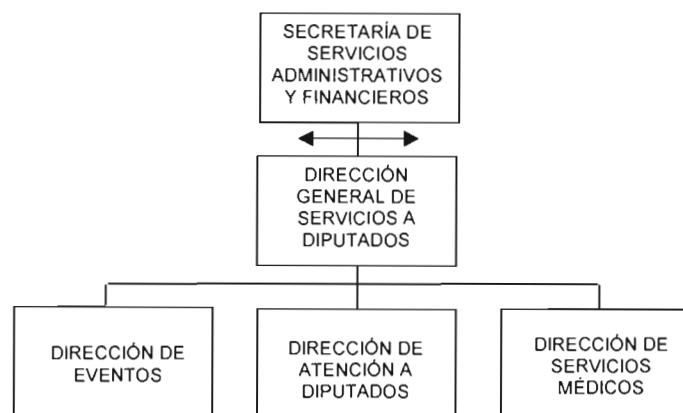 SECRETARÍA DE
SERVICIOS
ADMINISTRATIVOS
Y FINANCIEROS
DIRECCIÓN
GENERAL DE
SERVICIOS A
DIPUTADOS
DIRECCIÓN DE
EVENTOS
DIRECCIÓN DE
ATENCIÓN A
DIPUTADOS
DIRECCIÓN DE
SERVICIOS
MÉDICOS